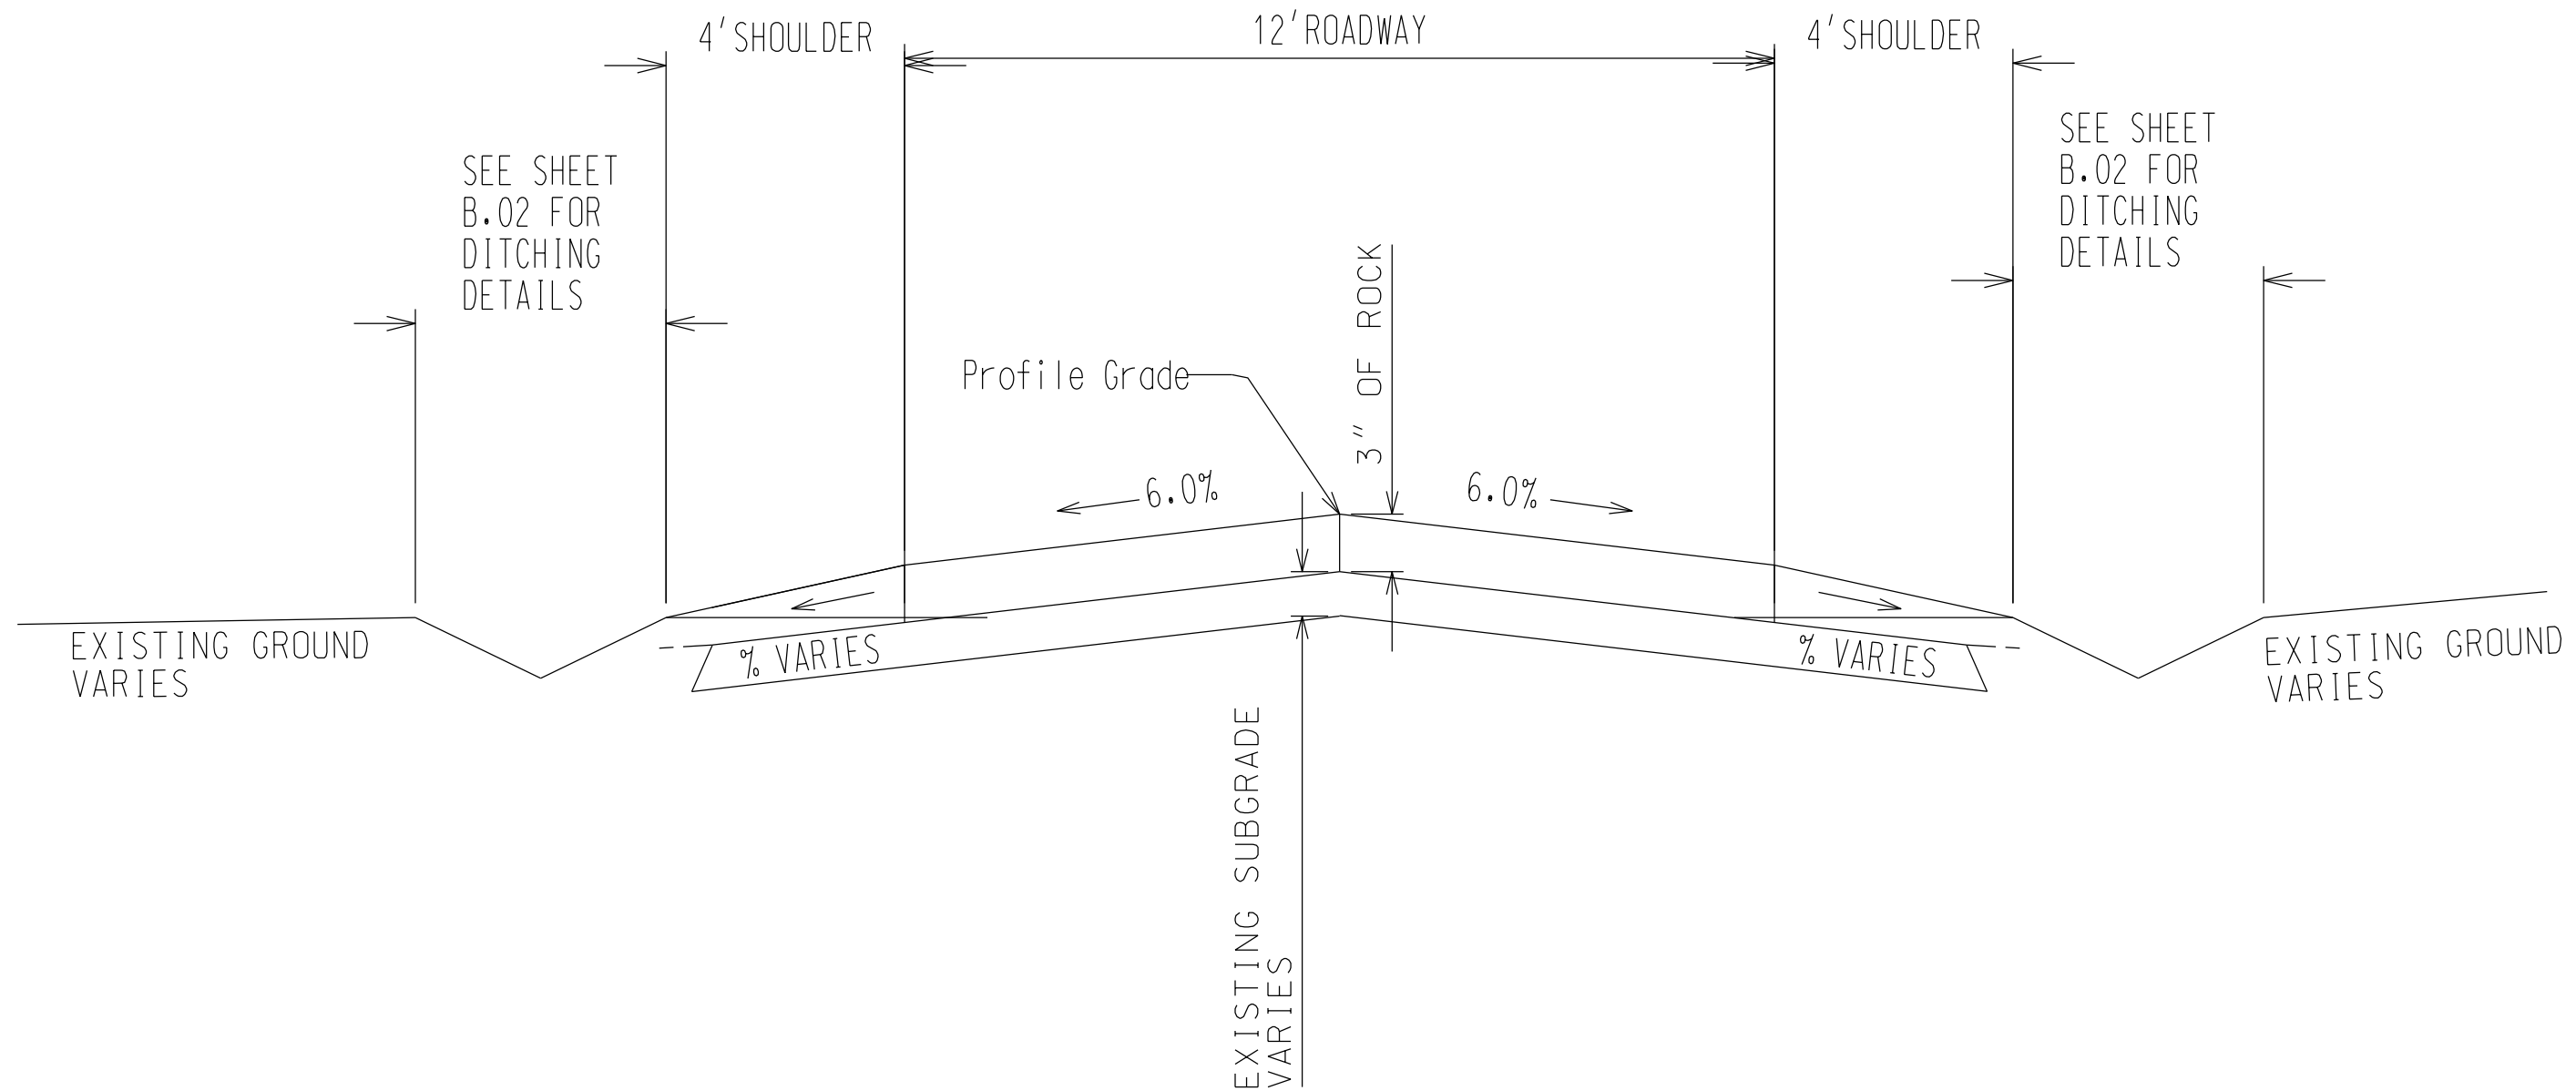 4'SHOULDER
12'ROADWAY
4'SHOULDER
SEE SHEET
B.02 FOR
DITCHING
DETAILS
SEE SHEET
B.02 FOR
DITCHING
DETAILS
3" OF ROCK
Profile Grade
6.0%
6.0%
EXISTING GROUND
VARIES
% VARIES
% VARIES
EXISTING GROUND
VARIES
EXISTING SUBGRADE
VARIES